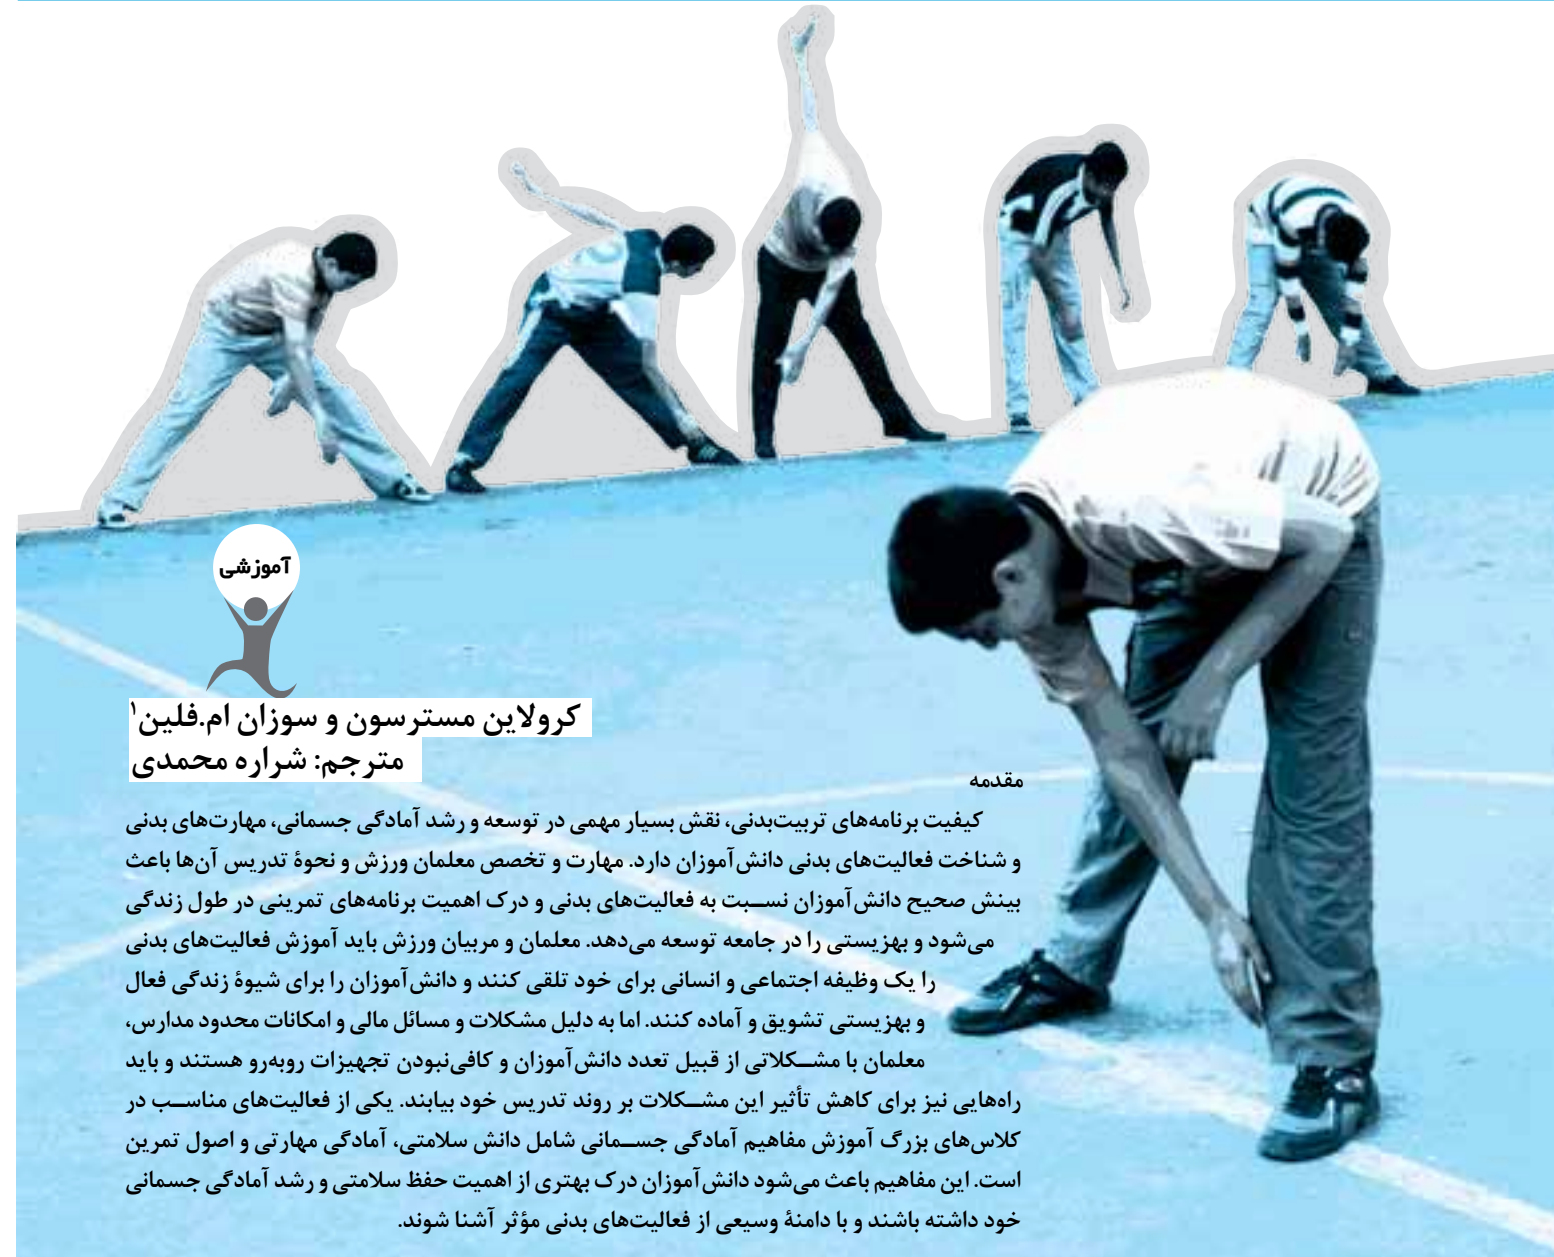 آموزشی
کرولاین مسترسون و سوزان ام.فلین۱
مترجم: شراره محمدی
مقدمه
کیفیت برنامه‌های تربیت‌بدنی، نقش بسیار مهمی در توسعه و رشد آمادگی جسمانی، مهارت‌های بدنی
و شناخت فعالیت‌های بدنی دانش‌آموزان دارد. مهارت و تخصص معلمان ورزش و نحوۀ تدریس آن‌ها باعث
بینش صحیح دانش‌آموزان نسبت به فعالیت‌های بدنی و درک اهمیت برنامه‌های تمرینی در طول زندگی
می‌شود و بهزیستی را در جامعه توسعه می‌دهد. معلمان و مربیان ورزش باید آموزش فعالیت‌های بدنی
را یک وظیفه اجتماعی و انسانی برای خود تلقی کنند و دانش‌آموزان را برای شیوۀ زندگی فعال
و بهزیستی تشویق و آماده کنند. اما به دلیل مشکلات و مسائل مالی و امکانات محدود مدارس،
معلمان با مشکلاتی از قبیل تعدد دانش‌آموزان و کافی‌نبودن تجهیزات روبه‌رو هستند و باید
راه‌هایی نیز برای کاهش تأثیر این مشکلات بر روند تدریس خود بیابند. یکی از فعالیت‌های مناسب در
کلاس‌های بزرگ آموزش مفاهیم آمادگی جسمانی شامل دانش سلامتی، آمادگی مهارتی و اصول تمرین
است. این مفاهیم باعث می‌شود دانش‌آموزان درک بهتری از اهمیت حفظ سلامتی و رشد آمادگی جسمانی
خود داشته باشند و با دامنۀ وسیعی از فعالیت‌های بدنی مؤثر آشنا شوند.